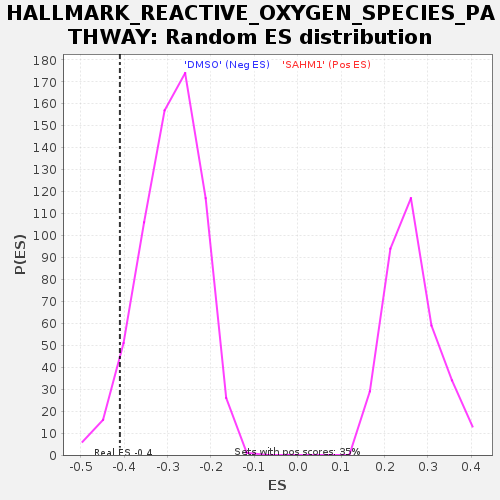 HALLMARK_REACTIVE_OXYGEN_SPECIES_PA
THWAY: Random ES distribution
'DMSO' (Neg ES) 'SAHM1' (Pos ES)
180
170
160
150
140
130
120
110
100
90
80
70
60
50
40
30
20
10
0
P(ES)
Real ES -0.4
Sets with pos scores: 35%
-0.5 -0.4 -0.3 -0.2 -0.1 0.0 0.1 0.2 0.3 0.4
ES